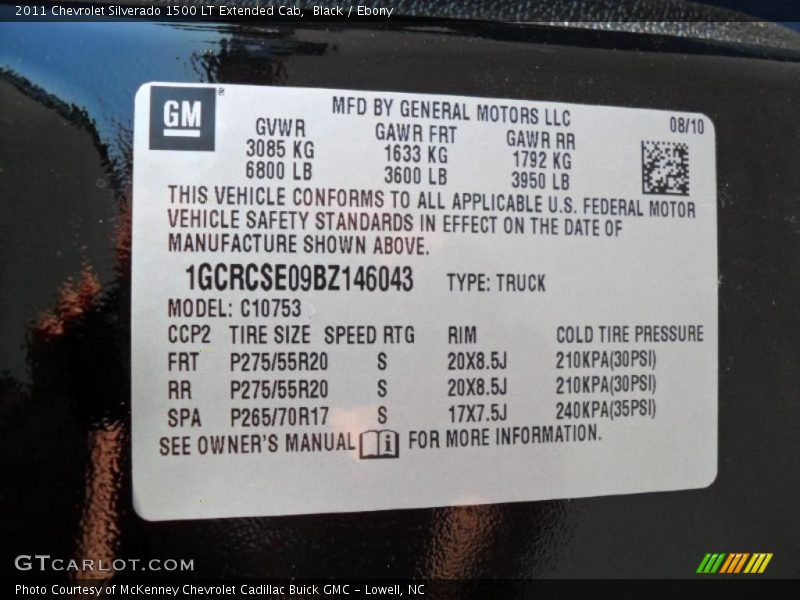 2011 Chevrolet Silverado 1500 LT Extended Cab, Black / Ebony
GM
MFD BY GENERAL MOTORS LLC
08/10
GVWR GAWR FRT GAWR RR
3085 KG 1633 KG 1792 KG
6800 LB 3600 LB 3950 LB
THIS VEHICLE CONFORMS TO ALL APPLICABLE U.S. FEDERAL MOTOR
VEHICLE SAFETY STANDARDS IN EFFECT ON THE DATE OF
MANUFACTURE SHOWN ABOVE.
1GCRCSE09BZ146043 TYPE: TRUCK
MODEL: C10753
CCP2 TIRE SIZE SPEED RTG RIM COLD TIRE PRESSURE
FRT P275/55R20 S 20X8.5J 210KPA(30PSI)
RR P275/55R20 S 20X8.5J 210KPA(30PSI)
SPA P265/70R17 S 17X7.5J 240KPA(35PSI)
SEE OWNER'S MANUAL FOR MORE INFORMATION.
GTCARLOT.COM
Photo Courtesy of McKenney Chevrolet Cadillac Buick GMC - Lowell, NC